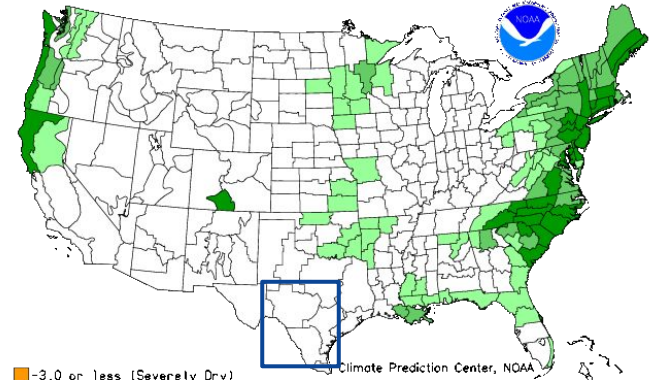 NOAA
Climate Prediction Center, NOAA
-3.0 or less (Severely Dry)